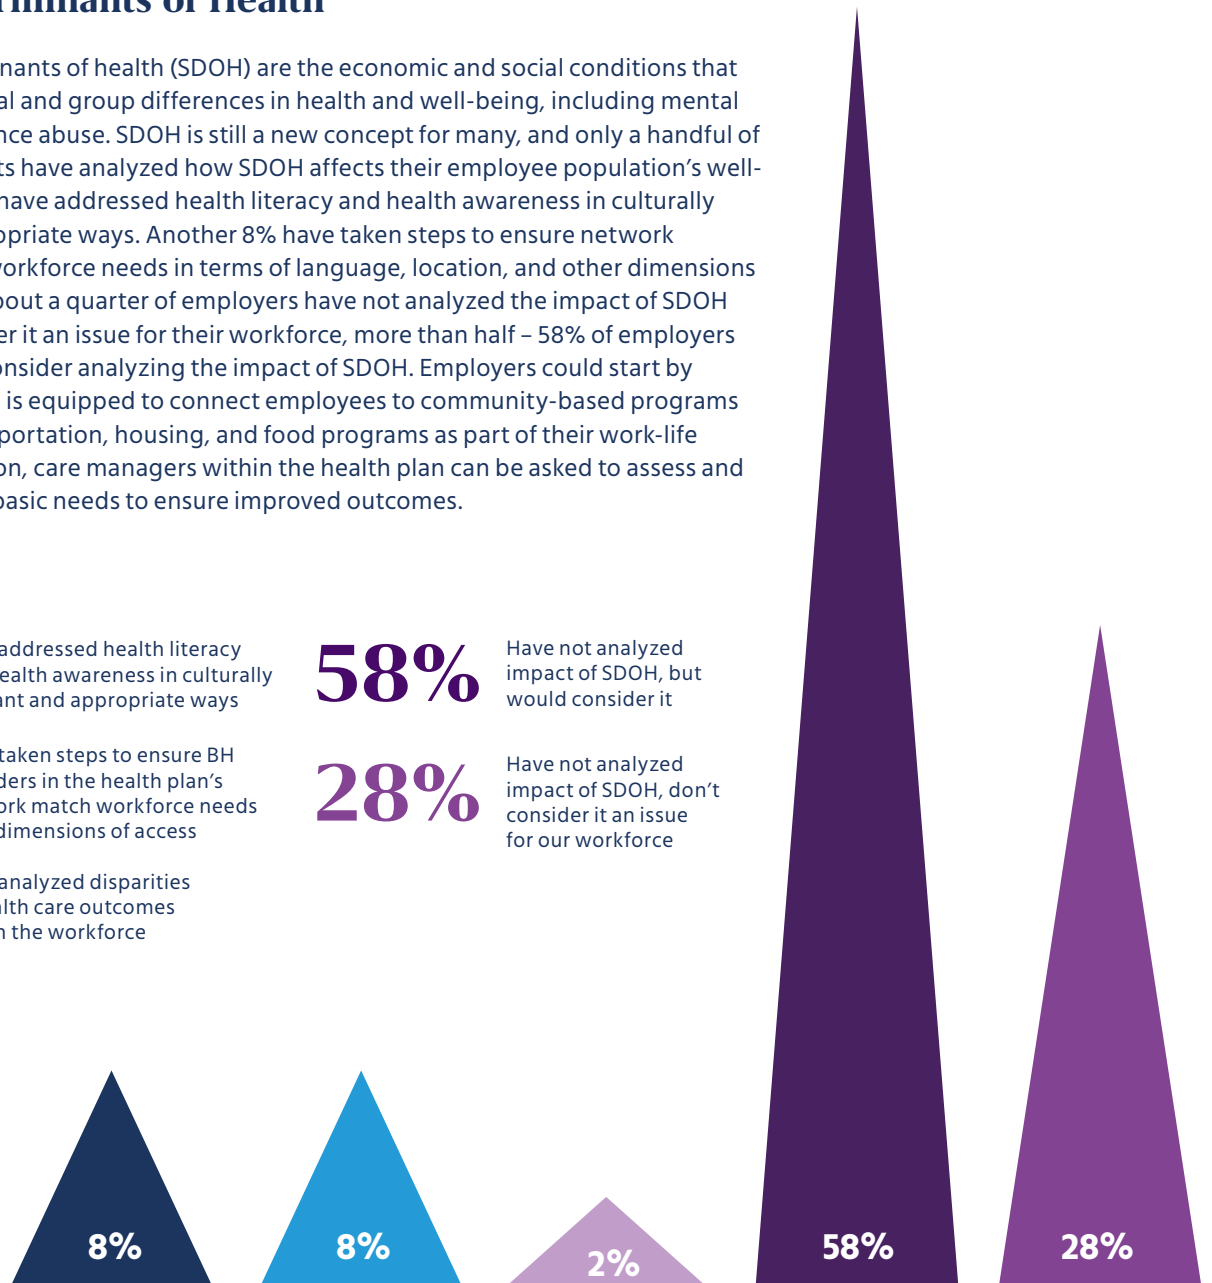 of Health
nants of health (SDOH) are the economic and social conditions that
al and group differences in health and well-being, including mental
nce abuse. SDOH is still a new concept for many, and only a handful of
ts have analyzed how SDOH affects their employee population’s well-
have addressed health literacy and health awareness in culturally
opriate ways. Another 8% have taken steps to ensure network
workforce needs in terms of language, location, and other dimensions
bout a quarter of employers have not analyzed the impact of SDOH
er it an issue for their workforce, more than half – 58% of employers
onsider analyzing the impact of SDOH. Employers could start by
is equipped to connect employees to community-based programs
portation, housing, and food programs as part of their work-life
on, care managers within the health plan can be asked to assess and
basic needs to ensure improved outcomes.
addressed health literacy
ealth awareness in culturally
ant and appropriate ways
taken steps to ensure BH
ders in the health plan’s
ork match workforce needs
dimensions of access
analyzed disparities
alth care outcomes
n the workforce
58%
Have not analyzed
impact of SDOH, but
would consider it
28%
Have not analyzed
impact of SDOH, don’t
consider it an issue
for our workforce
8%
8%
2%
58%
28%